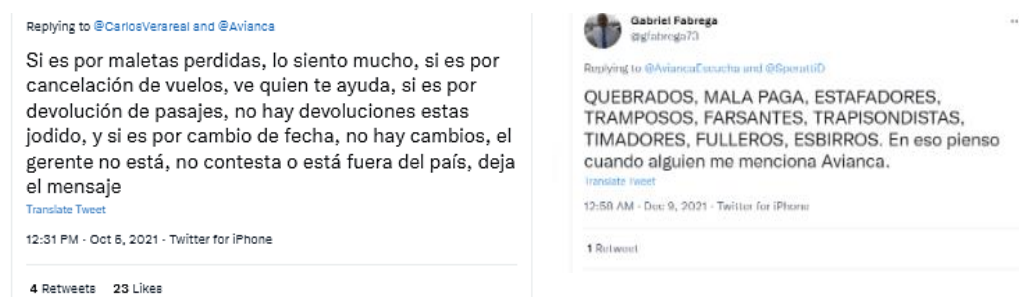 Replying to @CarlosVerareal and @Avianca
Si es por maletas perdidas, lo siento mucho, si es por
cancelación de vuelos, ve quien te ayuda, si es por
devolución de pasajes, no hay devoluciones estas
jodido, y si es por cambio de fecha, no hay cambios, el
gerente no está, no contesta o está fuera del país, deja
el mensaje
Translate Tweet
12:31 PM · Oct 5, 2021 · Twitter for iPhone
4 Retweets 23 Likes
Gabriel Fabrega
@gfabrega73
Replying to @AviancaEscucha and @SperattiD
QUEBRADOS, MALA PAGA, ESTAFADORES,
TRAMPOSOS, FARSANTES, TRAPISONDISTAS,
TIMADORES, FULLEROS, ESBIRROS. En eso pienso
cuando alguien me menciona Avianca.
Translate Tweet
12:58 AM · Dec 9, 2021 · Twitter for iPhone
1 Retweet